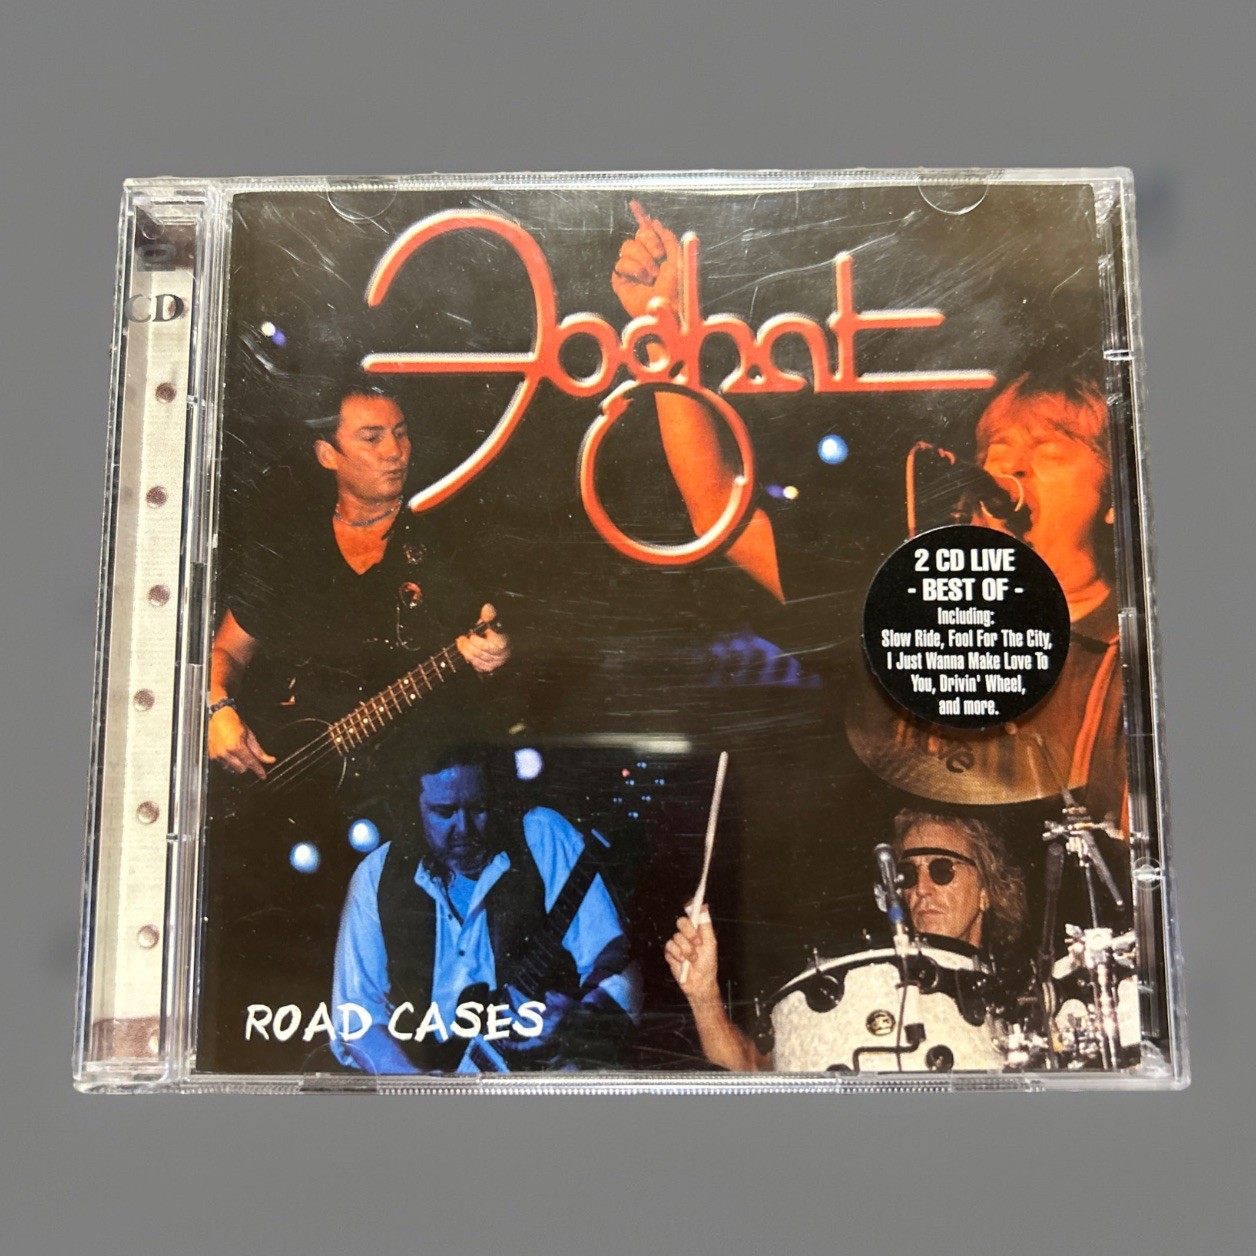 Foghat
2
CD
2 CD LIVE
- BEST OF -
Including:
Slow Ride, Fool For The City,
I Just Wanna Make Love To
You, Drivin' Wheel,
and more.
ROAD CASES